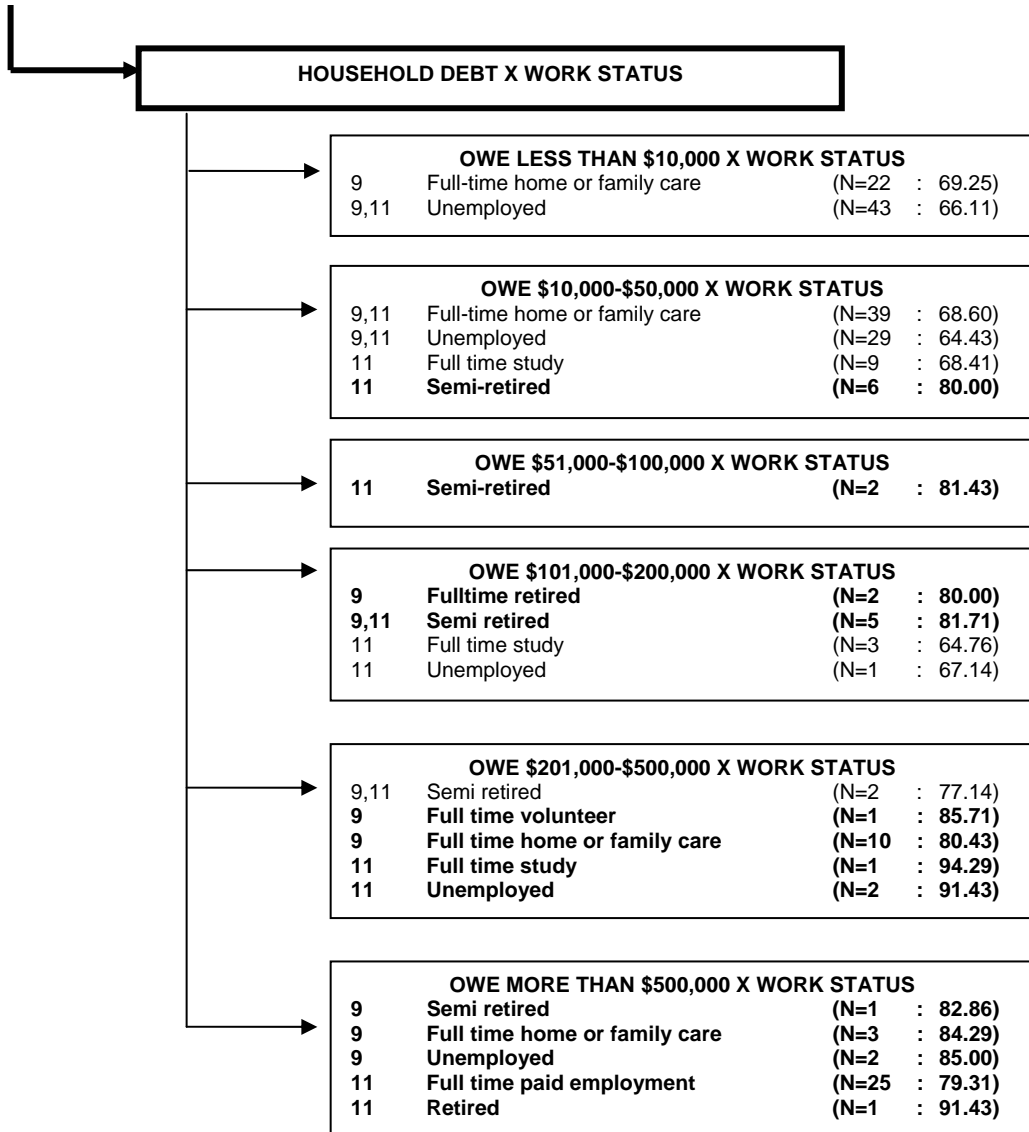 HOUSEHOLD DEBT X WORK STATUS
OWE LESS THAN $10,000 X WORK STATUS
9 Full-time home or family care (N=22 : 69.25)
9,11 Unemployed (N=43 : 66.11)
OWE $10,000-$50,000 X WORK STATUS
9,11 Full-time home or family care (N=39 : 68.60)
9,11 Unemployed (N=29 : 64.43)
11 Full time study (N=9 : 68.41)
11 Semi-retired (N=6 : 80.00)
OWE $51,000-$100,000 X WORK STATUS
11 Semi-retired (N=2 : 81.43)
OWE $101,000-$200,000 X WORK STATUS
9 Fulltime retired (N=2 : 80.00)
9,11 Semi retired (N=5 : 81.71)
11 Full time study (N=3 : 64.76)
11 Unemployed (N=1 : 67.14)
OWE $201,000-$500,000 X WORK STATUS
9,11 Semi retired (N=2 : 77.14)
9 Full time volunteer (N=1 : 85.71)
9 Full time home or family care (N=10 : 80.43)
11 Full time study (N=1 : 94.29)
11 Unemployed (N=2 : 91.43)
OWE MORE THAN $500,000 X WORK STATUS
9 Semi retired (N=1 : 82.86)
9 Full time home or family care (N=3 : 84.29)
9 Unemployed (N=2 : 85.00)
11 Full time paid employment (N=25 : 79.31)
11 Retired (N=1 : 91.43)